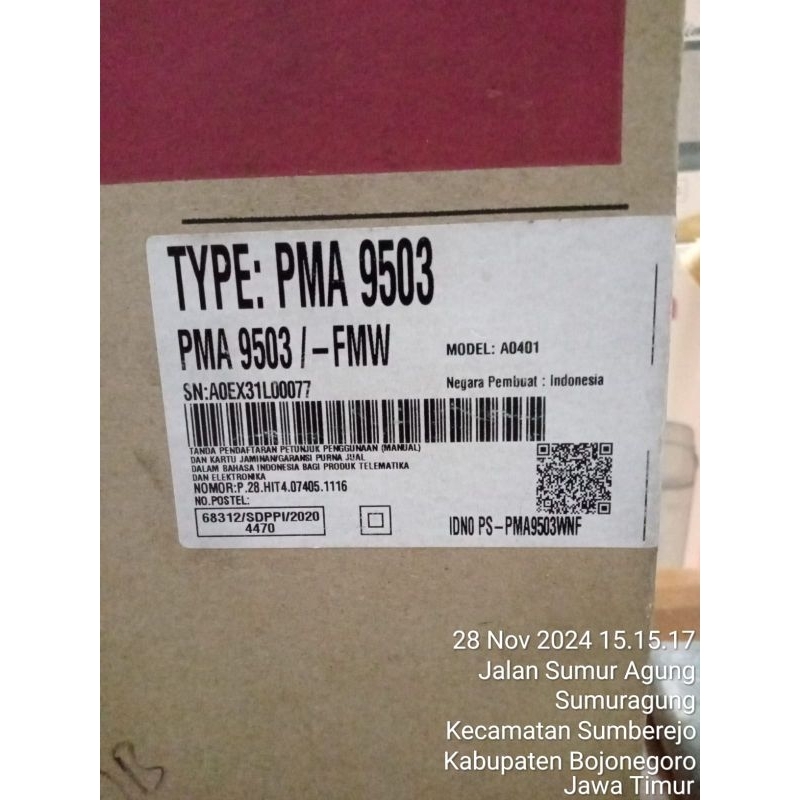 TYPE: PMA 9503
PMA 9503 /-FMW
MODEL: A0401
SN:A0EX31L00077
Negara Pembuat : Indonesia
TANDA PENDAFTARAN PETUNJUK PENGGUNAAN (MANUAL)
DAN KARTU JAMINAN/GARANSI PURNA JUAL
DALAM BAHASA INDONESIA BAGI PRODUK TELEMATIKA
DAN ELEKTRONIKA
NOMOR:P.28.HIT4.07405.1116
NO.POSTEL:
68312/SDPPI/2020
4470
IDNO PS-PMA9503WNF
28 Nov 2024 15.15.17
Jalan Sumur Agung
Sumuragung
Kecamatan Sumberejo
Kabupaten Bojonegoro
Jawa Timur